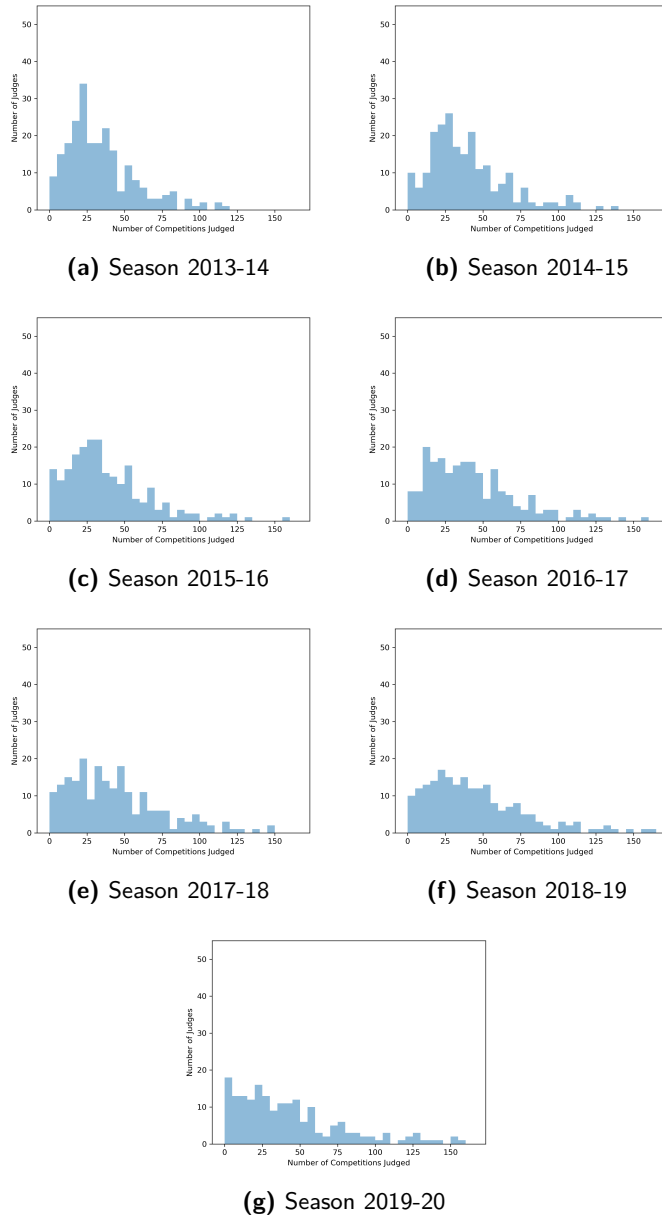 50
40
30
20
10
0
Number of Judges
0 25 50 75 100 125 150
Number of Competitions Judged
(a) Season 2013-14
50
40
30
20
10
0
Number of Judges
0 25 50 75 100 125 150
Number of Competitions Judged
(b) Season 2014-15
50
40
30
20
10
0
Number of Judges
0 25 50 75 100 125 150
Number of Competitions Judged
(c) Season 2015-16
50
40
30
20
10
0
Number of Judges
0 25 50 75 100 125 150
Number of Competitions Judged
(d) Season 2016-17
50
40
30
20
10
0
Number of Judges
0 25 50 75 100 125 150
Number of Competitions Judged
(e) Season 2017-18
50
40
30
20
10
0
Number of Judges
0 25 50 75 100 125 150
Number of Competitions Judged
(f) Season 2018-19
50
40
30
20
10
0
Number of Judges
0 25 50 75 100 125 150
Number of Competitions Judged
(g) Season 2019-20